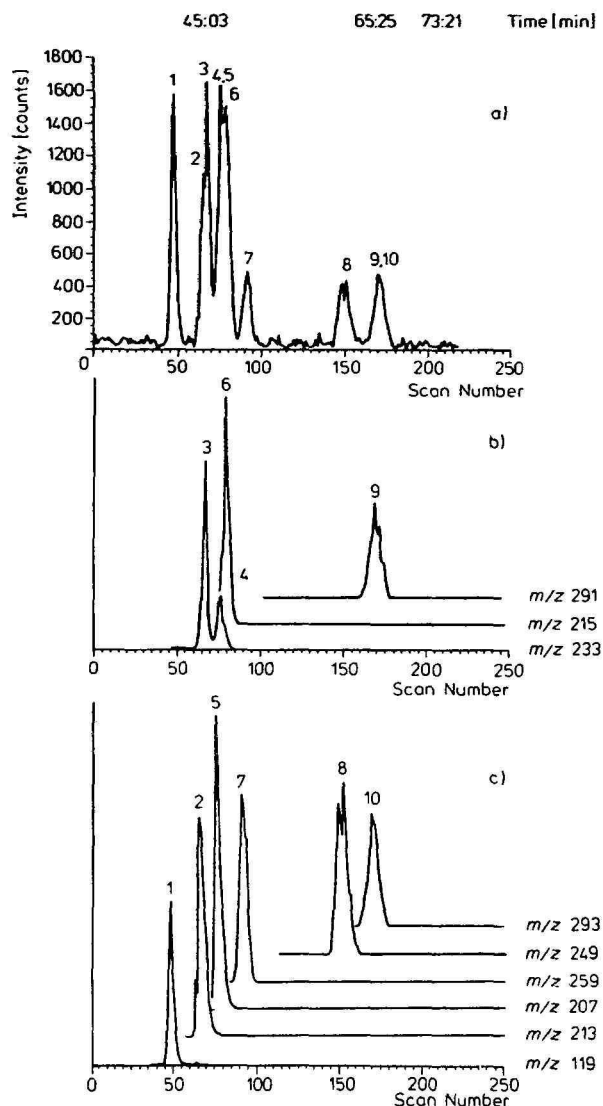 45:03 65:25 73:21 Time [min]
Intensity [counts]
1800
1600
1400
1200
1000
800
600
400
200
1
2
3
4,5
6
7
8
9,10
a)
0 50 100 150 200 250
Scan Number
3
6
4
9
b)
m/z 291
m/z 215
m/z 233
0 50 100 150 200 250
Scan Number
1
2
5
7
8
10
c)
m/z 293
m/z 249
m/z 259
m/z 207
m/z 213
m/z 119
0 50 100 150 200 250
Scan Number